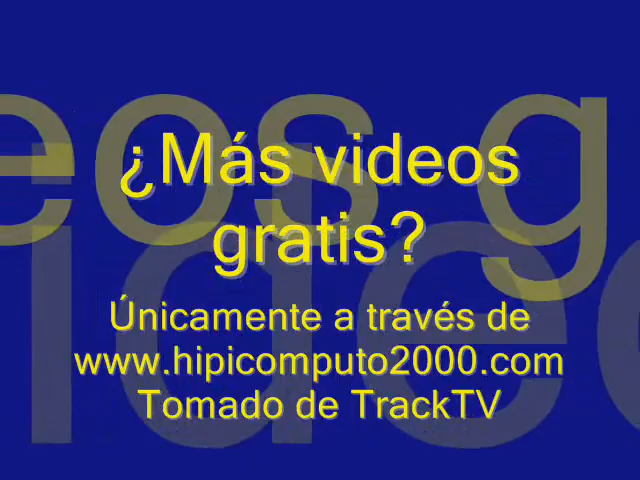 ¿Más videos
gratis?
Únicamente a través de
www.hipicomputo2000.com
Tomado de TrackTV